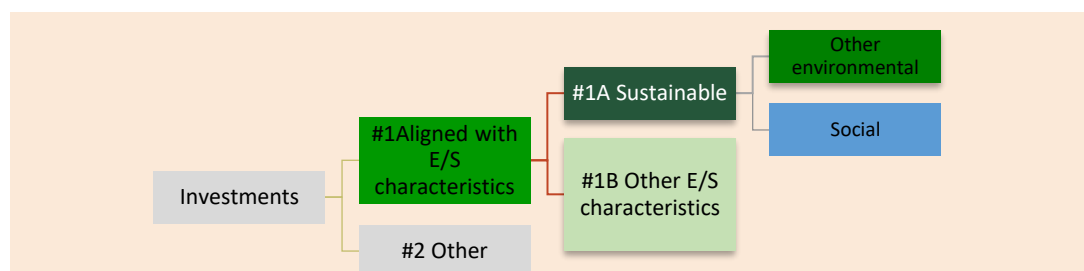 Other
environmental
#1A Sustainable
Social
#1Aligned with
E/S
characteristics
#1B Other E/S
characteristics
Investments
#2 Other